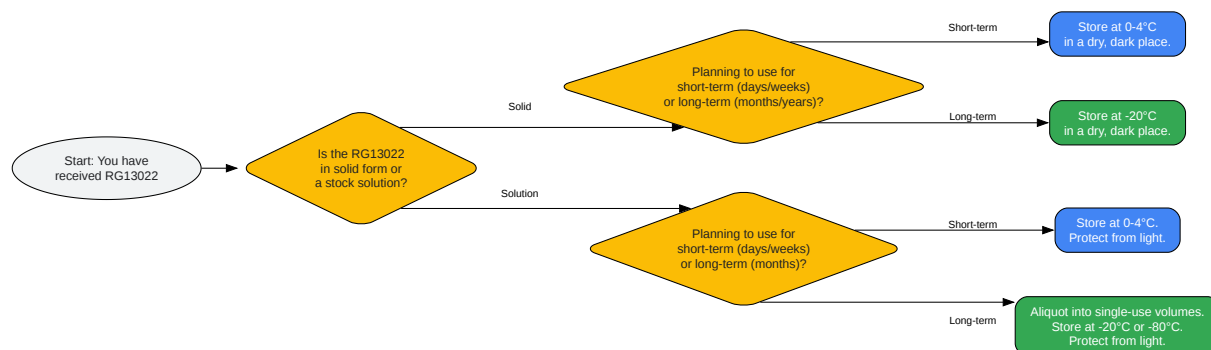 Start: You have
received RG13022
Is the RG13022
in solid form or
a stock solution?
Solid
Solution
Planning to use for
short-term (days/weeks)
or long-term (months/years)?
Short-term
Long-term
Store at 0-4°C
in a dry, dark place.
Store at -20°C
in a dry, dark place.
Planning to use for
short-term (days/weeks)
or long-term (months)?
Short-term
Long-term
Store at 0-4°C.
Protect from light.
Aliquot into single-use volumes.
Store at -20°C or -80°C.
Protect from light.